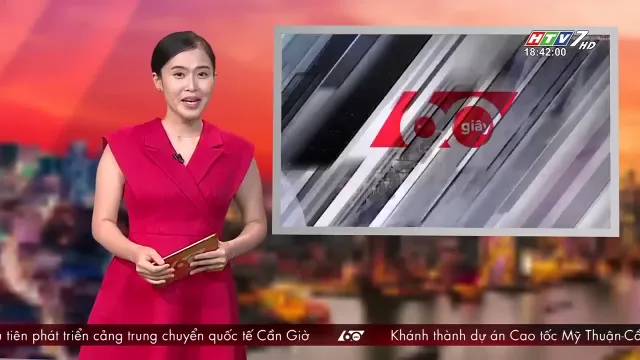 HTV7 HD
18:42:00
60 giây
tiên phát triển cảng trung chuyển quốc tế Cần Giờ
60
Khánh thành dự án Cao tốc Mỹ Thuận-Cầ